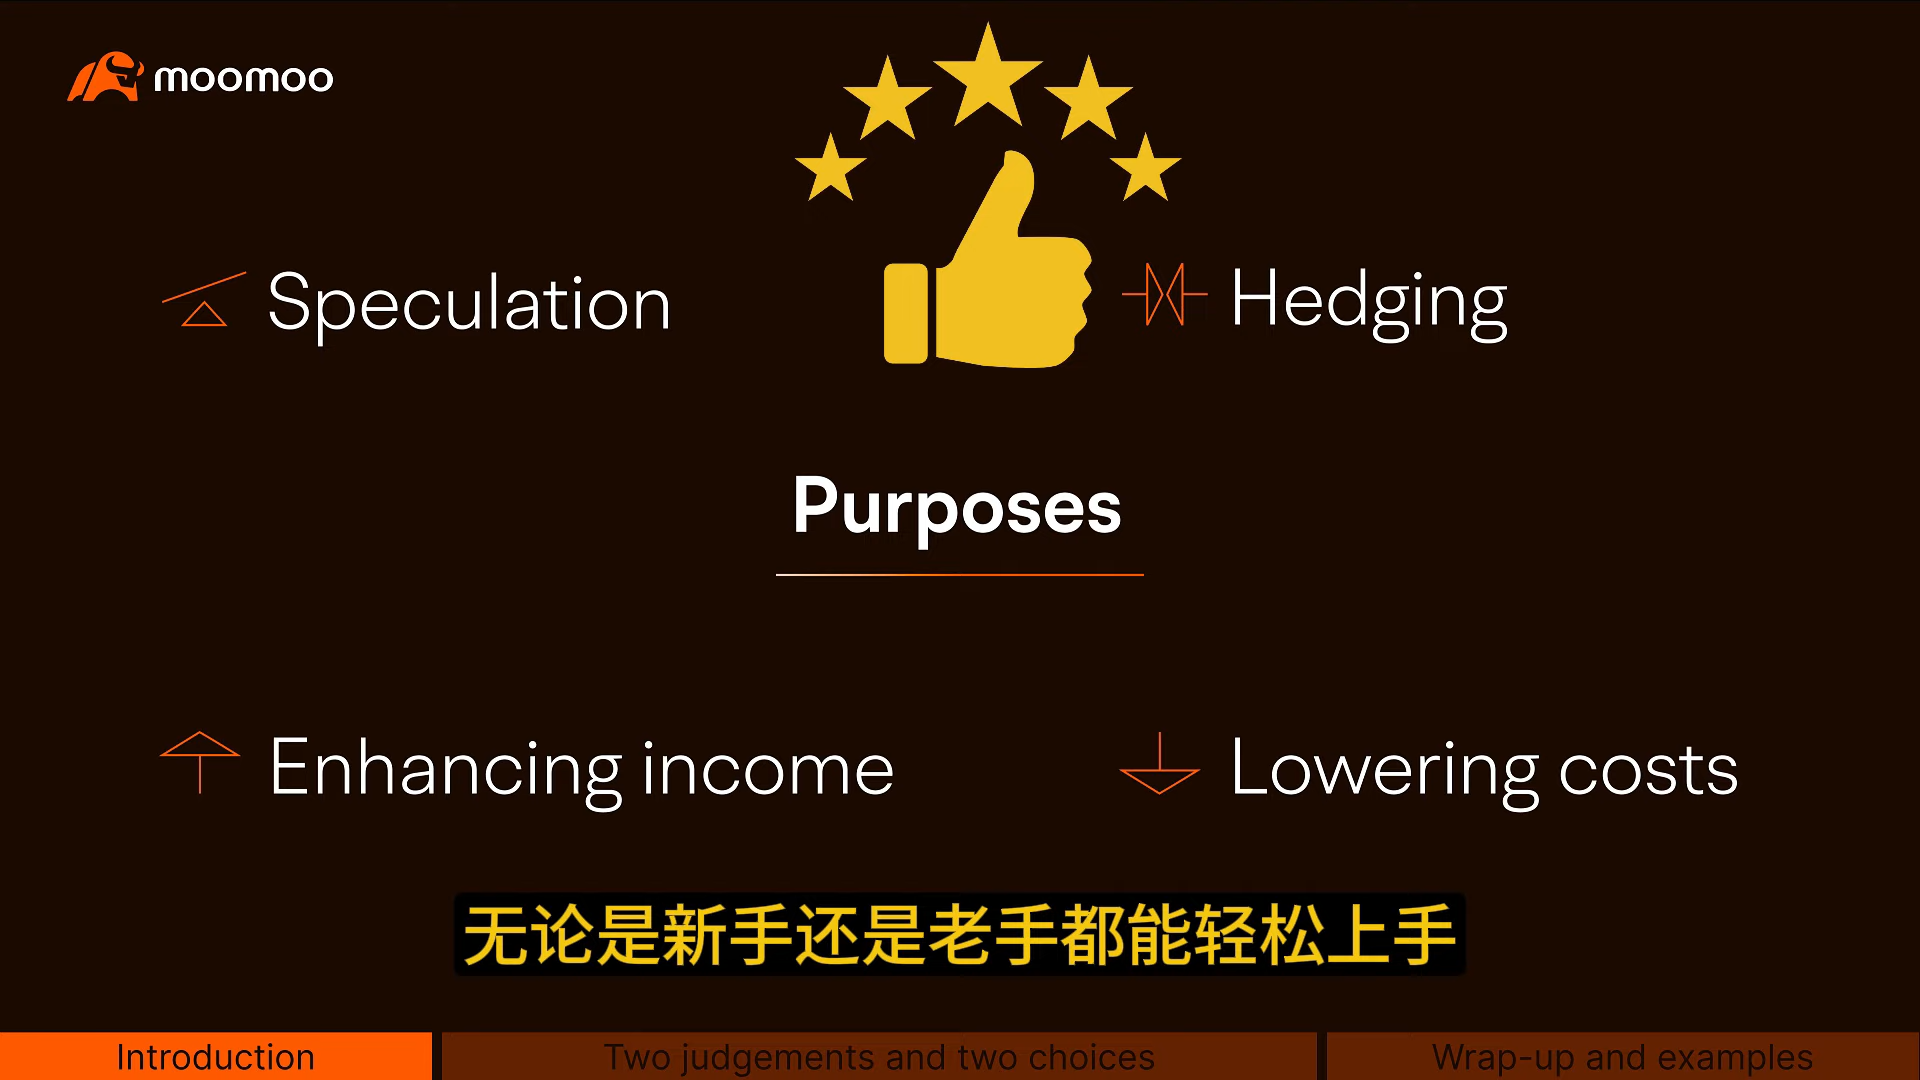 moomoo
Speculation
Hedging
Purposes
Enhancing income
Lowering costs
无论是新手还是老手都能轻松上手
Introduction
Two judgements and two choices
Wrap-up and examples